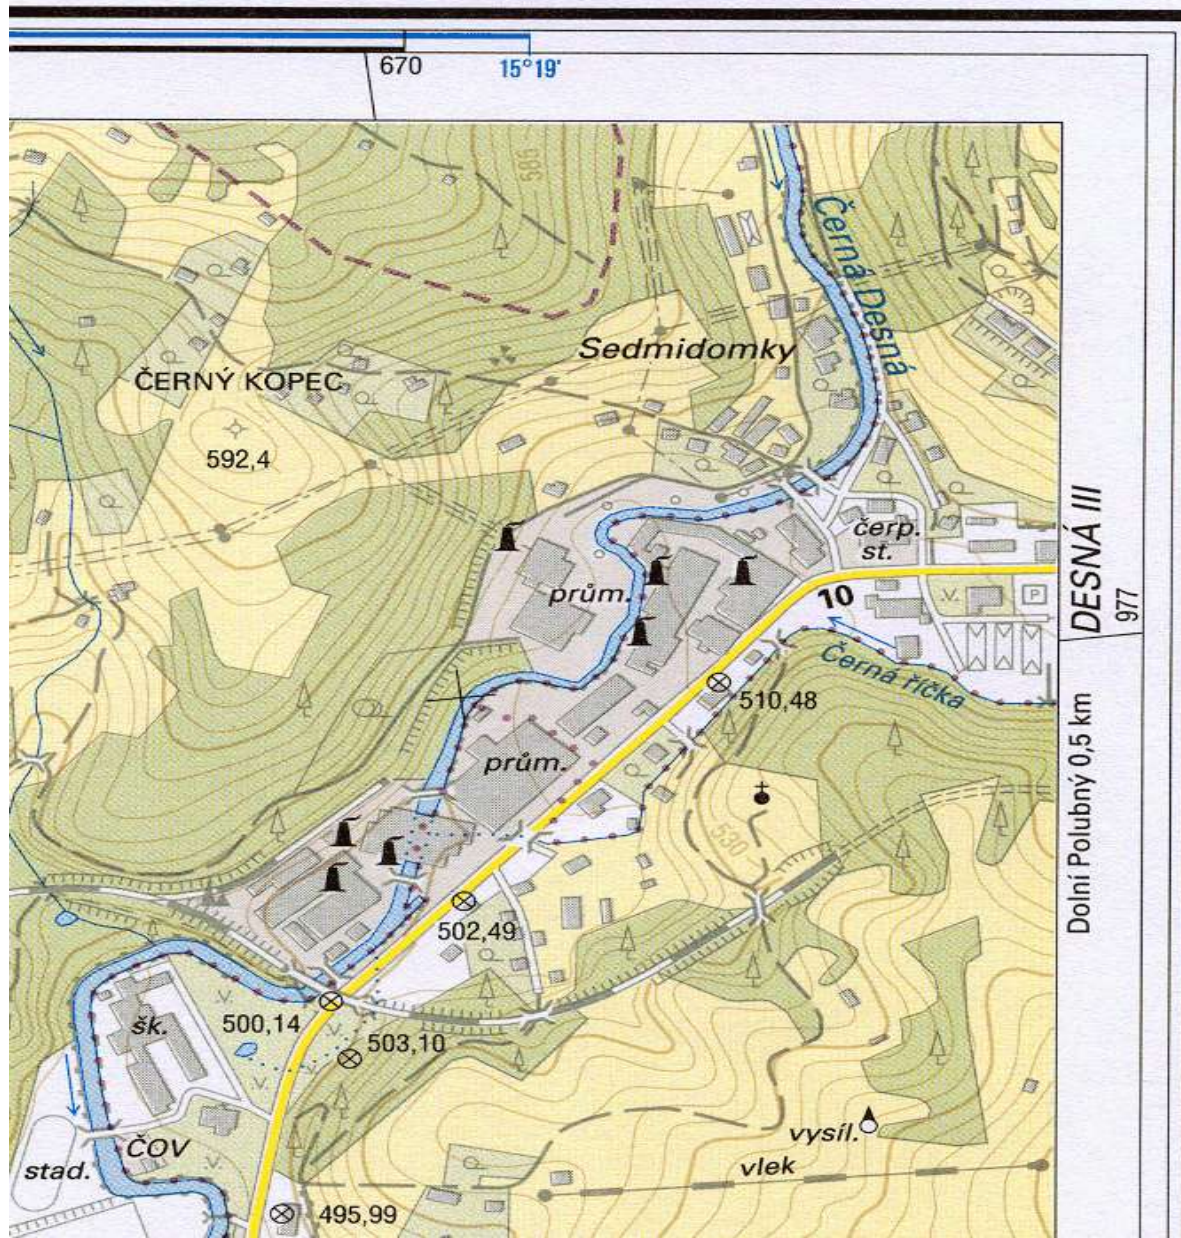 670
15°19'
585
Černá Desná
Sedmidomky
ČERNÝ KOPEC
592,4
čerp.
st.
prům.
10
DESNÁ III
977
Černá říčka
510,48
Dolní Polubný 0,5 km
prům.
530
502,49
P
500,14
šk.
503,10
ČOV
stad.
vysíl.
vlek
495,99